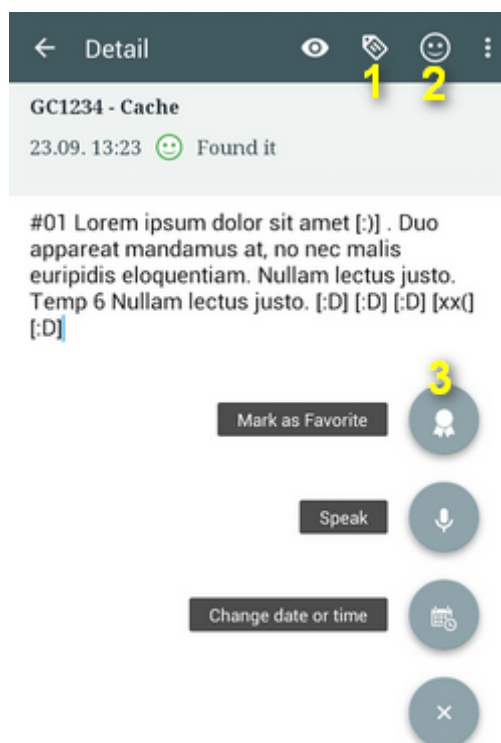 Detail
1 2
GC1234 - Cache
23.09. 13:23 Found it
#01 Lorem ipsum dolor sit amet [:)] . Duo
appareat mandamus at, no nec malis
euripidis eloquentiam. Nullam lectus justo.
Temp 6 Nullam lectus justo. [:D] [:D] [:D] [xx(]
[:D]
3
Mark as Favorite
Speak
Change date or time